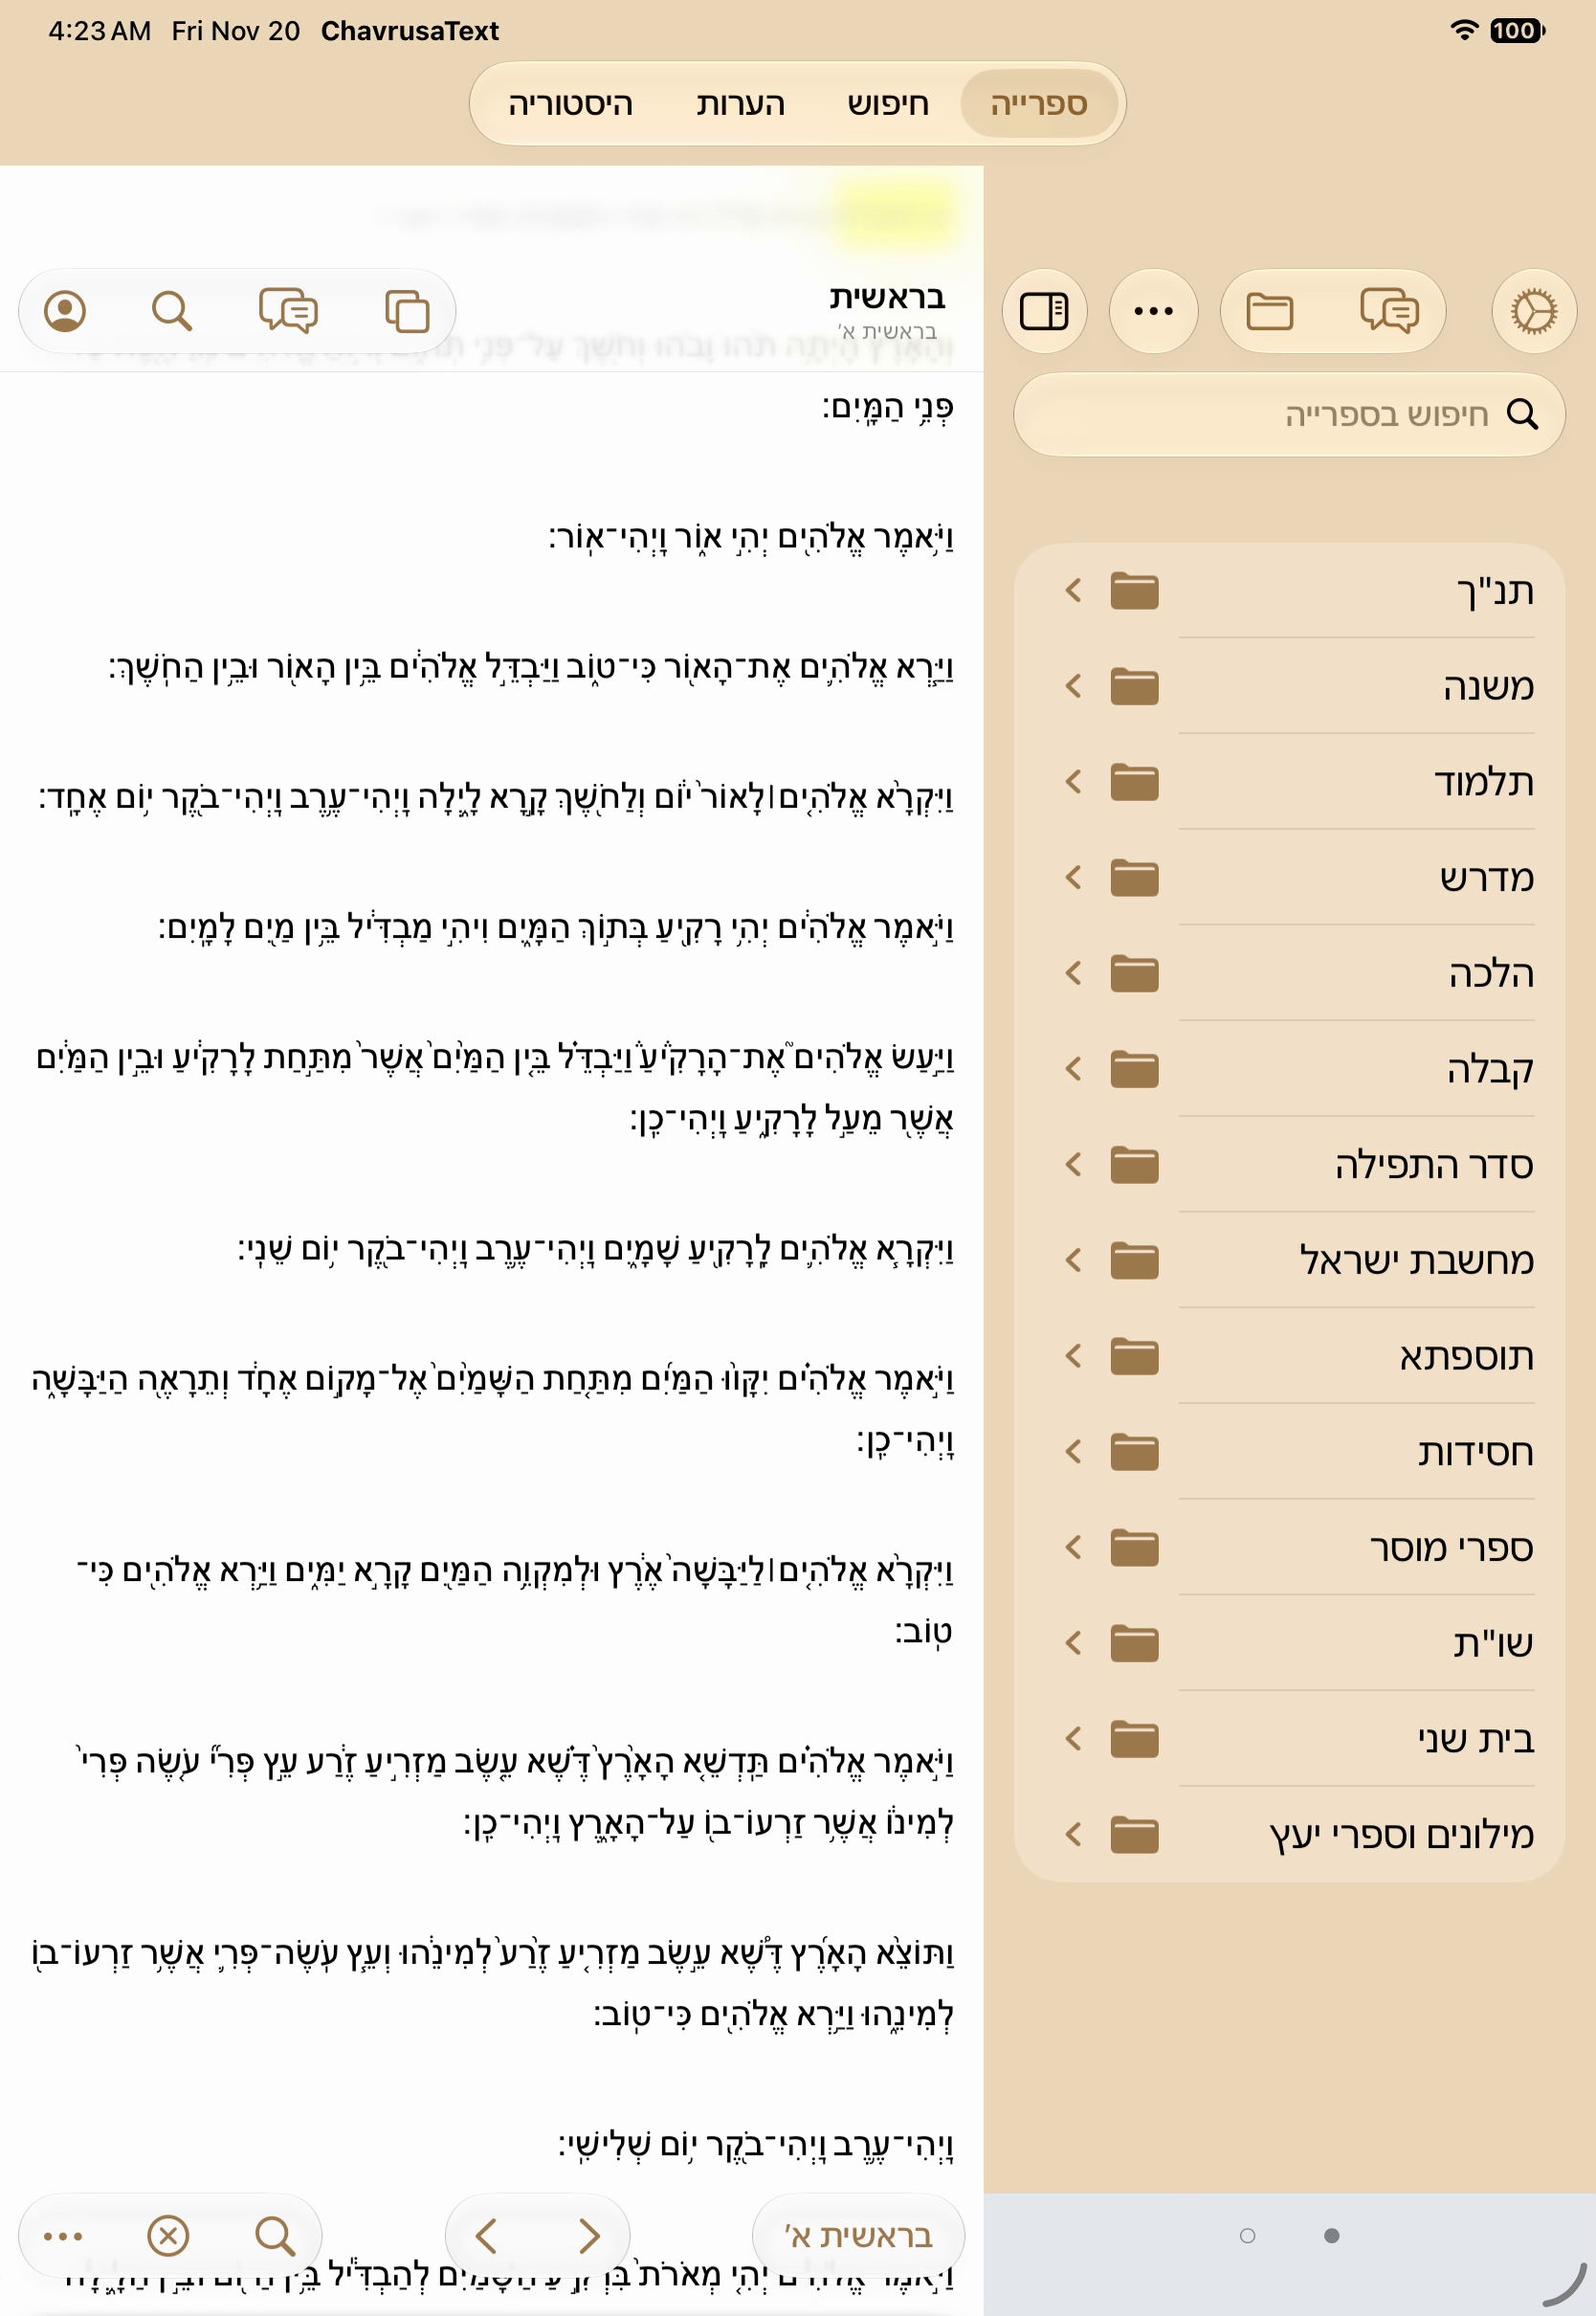 4:23 AM Fri Nov 20 ChavrusaText
100
ספרייה חיפוש הערות היסטוריה
חיפוש בספרייה
תנ"ך
משנה
תלמוד
מדרש
הלכה
קבלה
סדר התפילה
מחשבת ישראל
תוספתא
חסידות
ספרי מוסר
שו"ת
בית שני
מילונים וספרי יעץ
בראשית
בראשית א׳
פְּנֵ֥י הַמָּֽיִם׃
וַיֹּ֥אמֶר אֱלֹהִ֖ים יְהִ֣י א֑וֹר וַֽיְהִי־אֽוֹר׃
וַיַּ֧רְא אֱלֹהִ֛ים אֶת־הָא֖וֹר כִּי־ט֑וֹב וַיַּבְדֵּ֣ל אֱלֹהִ֔ים בֵּ֥ין הָא֖וֹר וּבֵ֥ין הַחֹֽשֶׁךְ׃
וַיִּקְרָ֨א אֱלֹהִ֤ים׀לָאוֹר֙ י֔וֹם וְלַחֹ֖שֶׁךְ קָ֣רָא לָ֑יְלָה וַֽיְהִי־עֶ֥רֶב וַֽיְהִי־בֹ֖קֶר י֥וֹם אֶחָֽד׃
וַיֹּ֣אמֶר אֱלֹהִ֔ים יְהִ֥י רָקִ֖יעַ בְּת֣וֹךְ הַמָּ֑יִם וִיהִ֣י מַבְדִּ֔יל בֵּ֥ין מַ֖יִם לָמָֽיִם׃
וַיַּ֣עַשׂ אֱלֹהִים֮ אֶת־הָרָקִ֒יעַ֒ וַיַּבְדֵּ֗ל בֵּ֤ין הַמַּ֙יִם֙ אֲשֶׁר֙ מִתַּ֣חַת לָרָקִ֔יעַ וּבֵ֣ין הַמַּ֔יִם
אֲשֶׁ֖ר מֵעַ֣ל לָרָקִ֑יעַ וַֽיְהִי־כֵֽן׃
וַיִּקְרָ֧א אֱלֹהִ֛ים לָֽרָקִ֖יעַ שָׁמָ֑יִם וַֽיְהִי־עֶ֥רֶב וַֽיְהִי־בֹ֖קֶר י֥וֹם שֵׁנִֽי׃
וַיֹּ֣אמֶר אֱלֹהִ֗ים יִקָּו֨וּ הַמַּ֜יִם מִתַּ֤חַת הַשָּׁמַ֙יִם֙ אֶל־מָק֣וֹם אֶחָ֔ד וְתֵרָאֶ֖ה הַיַּבָּשָׁ֑ה
וַֽיְהִי־כֵֽן׃
וַיִּקְרָ֨א אֱלֹהִ֤ים׀לַיַּבָּשָׁה֙ אֶ֔רֶץ וּלְמִקְוֵ֥ה הַמַּ֖יִם קָרָ֣א יַמִּ֑ים וַיַּ֥רְא אֱלֹהִ֖ים כִּי־
טֽוֹב׃
וַיֹּ֣אמֶר אֱלֹהִ֗ים תַּֽדְשֵׁ֤א הָאָ֙רֶץ֙ דֶּ֔שֶׁא עֵ֚שֶׂב מַזְרִ֣יעַ זֶ֔רַע עֵ֣ץ פְּרִ֞י עֹ֤שֶׂה פְּרִי֙
לְמִינ֔וֹ אֲשֶׁ֥ר זַרְעוֹ־ב֖וֹ עַל־הָאָ֑רֶץ וַֽיְהִי־כֵֽן׃
וַתּוֹצֵ֨א הָאָ֜רֶץ דֶּ֠שֶׁא עֵ֣שֶׂב מַזְרִ֤יעַ זֶ֙רַע֙ לְמִינֵ֔הוּ וְעֵ֧ץ עֹֽשֶׂה־פְּרִ֛י אֲשֶׁ֥ר זַרְעוֹ־ב֖וֹ
לְמִינֵ֑הוּ וַיַּ֥רְא אֱלֹהִ֖ים כִּי־טֽוֹב׃
וַֽיְהִי־עֶ֥רֶב וַֽיְהִי־בֹ֖קֶר י֥וֹם שְׁלִישִֽׁי׃
יְהִ֤י מְאֹרֹת֙ לְהַבְדִּ֕יל
בראשית א׳